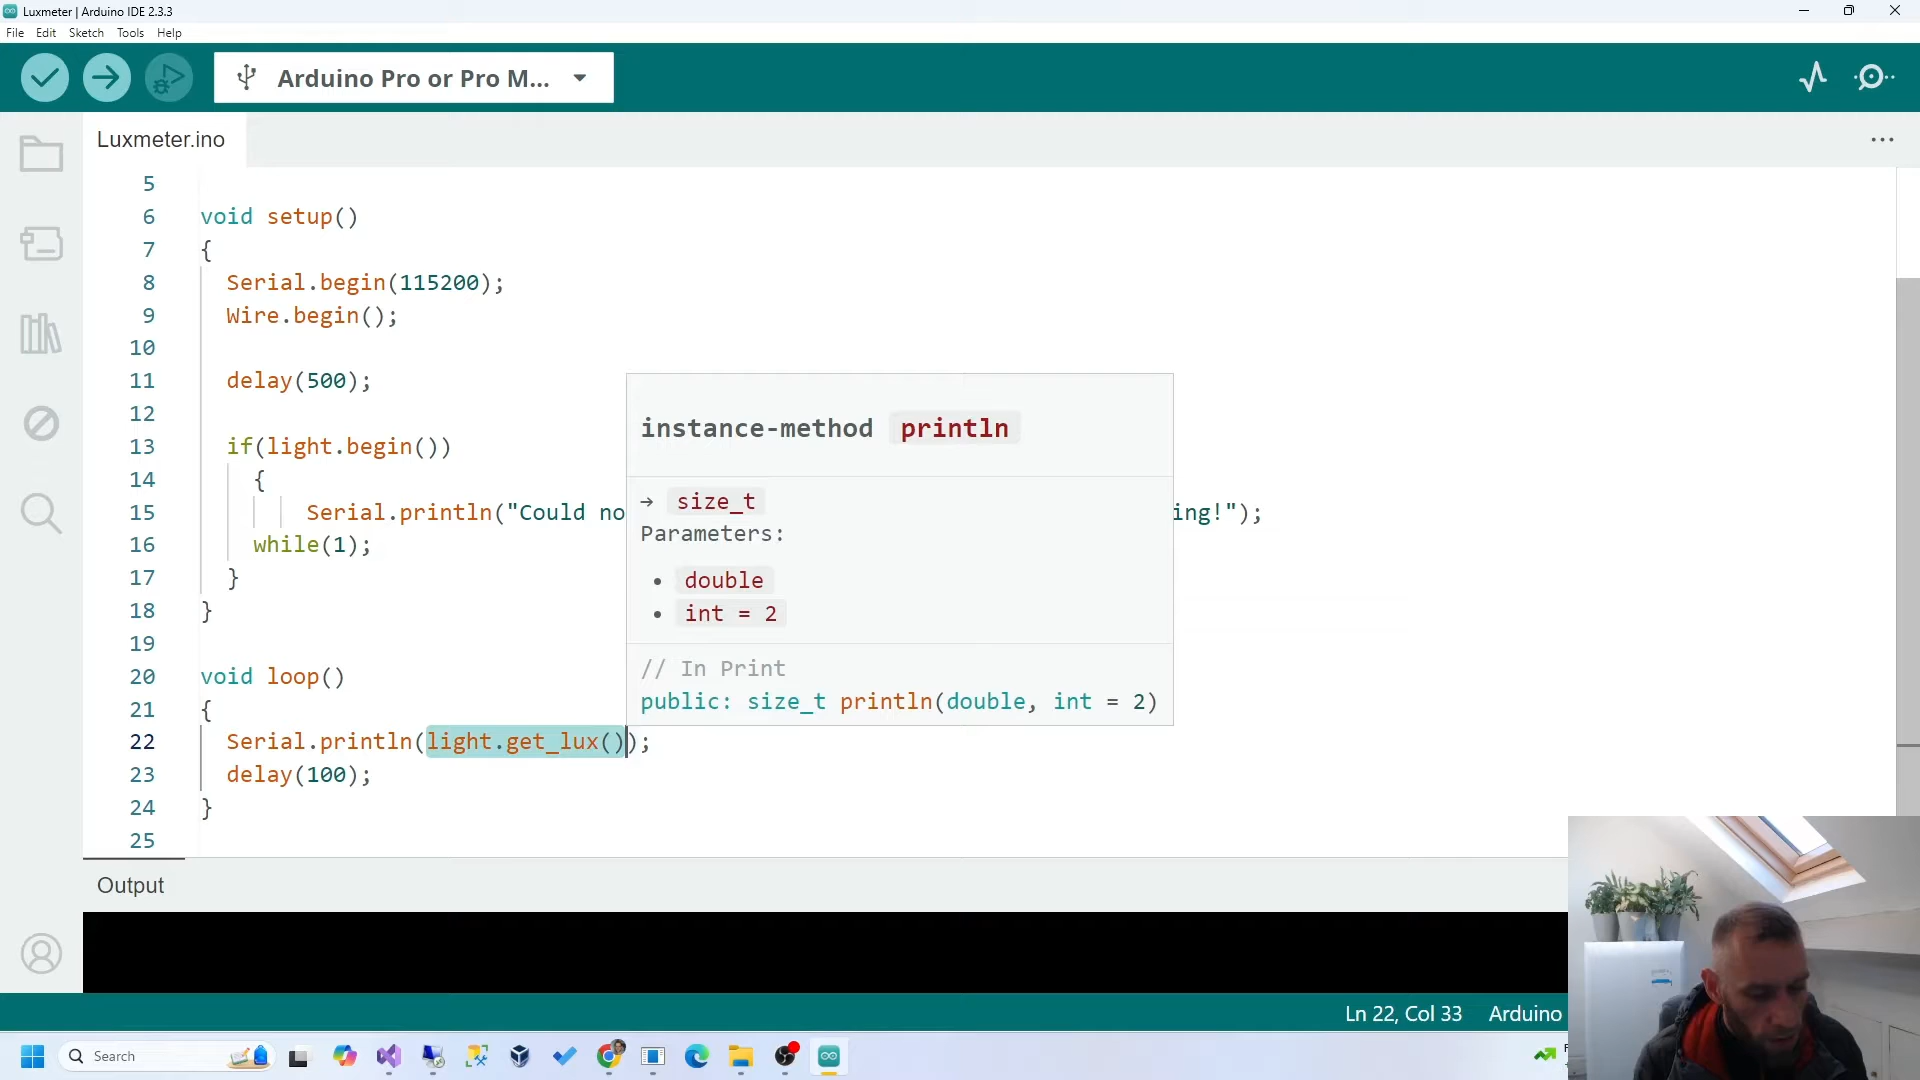 Luxmeter | Arduino IDE 2.3.3
File Edit Sketch Tools Help
Arduino Pro or Pro M...
Luxmeter.ino
5
6 void setup()
7 {
8 Serial.begin(115200);
9 Wire.begin();
10
11 delay(500);
12
13 if(light.begin())
14 {
15 Serial.println("Could no ing!");
16 while(1);
17 }
18 }
19
20 void loop()
21 {
22 Serial.println(light.get_lux());
23 delay(100);
24 }
25
instance-method println
→ size_t
Parameters:
• double
• int = 2
// In Print
public: size_t println(double, int = 2)
Output
Ln 22, Col 33 Arduino
Search